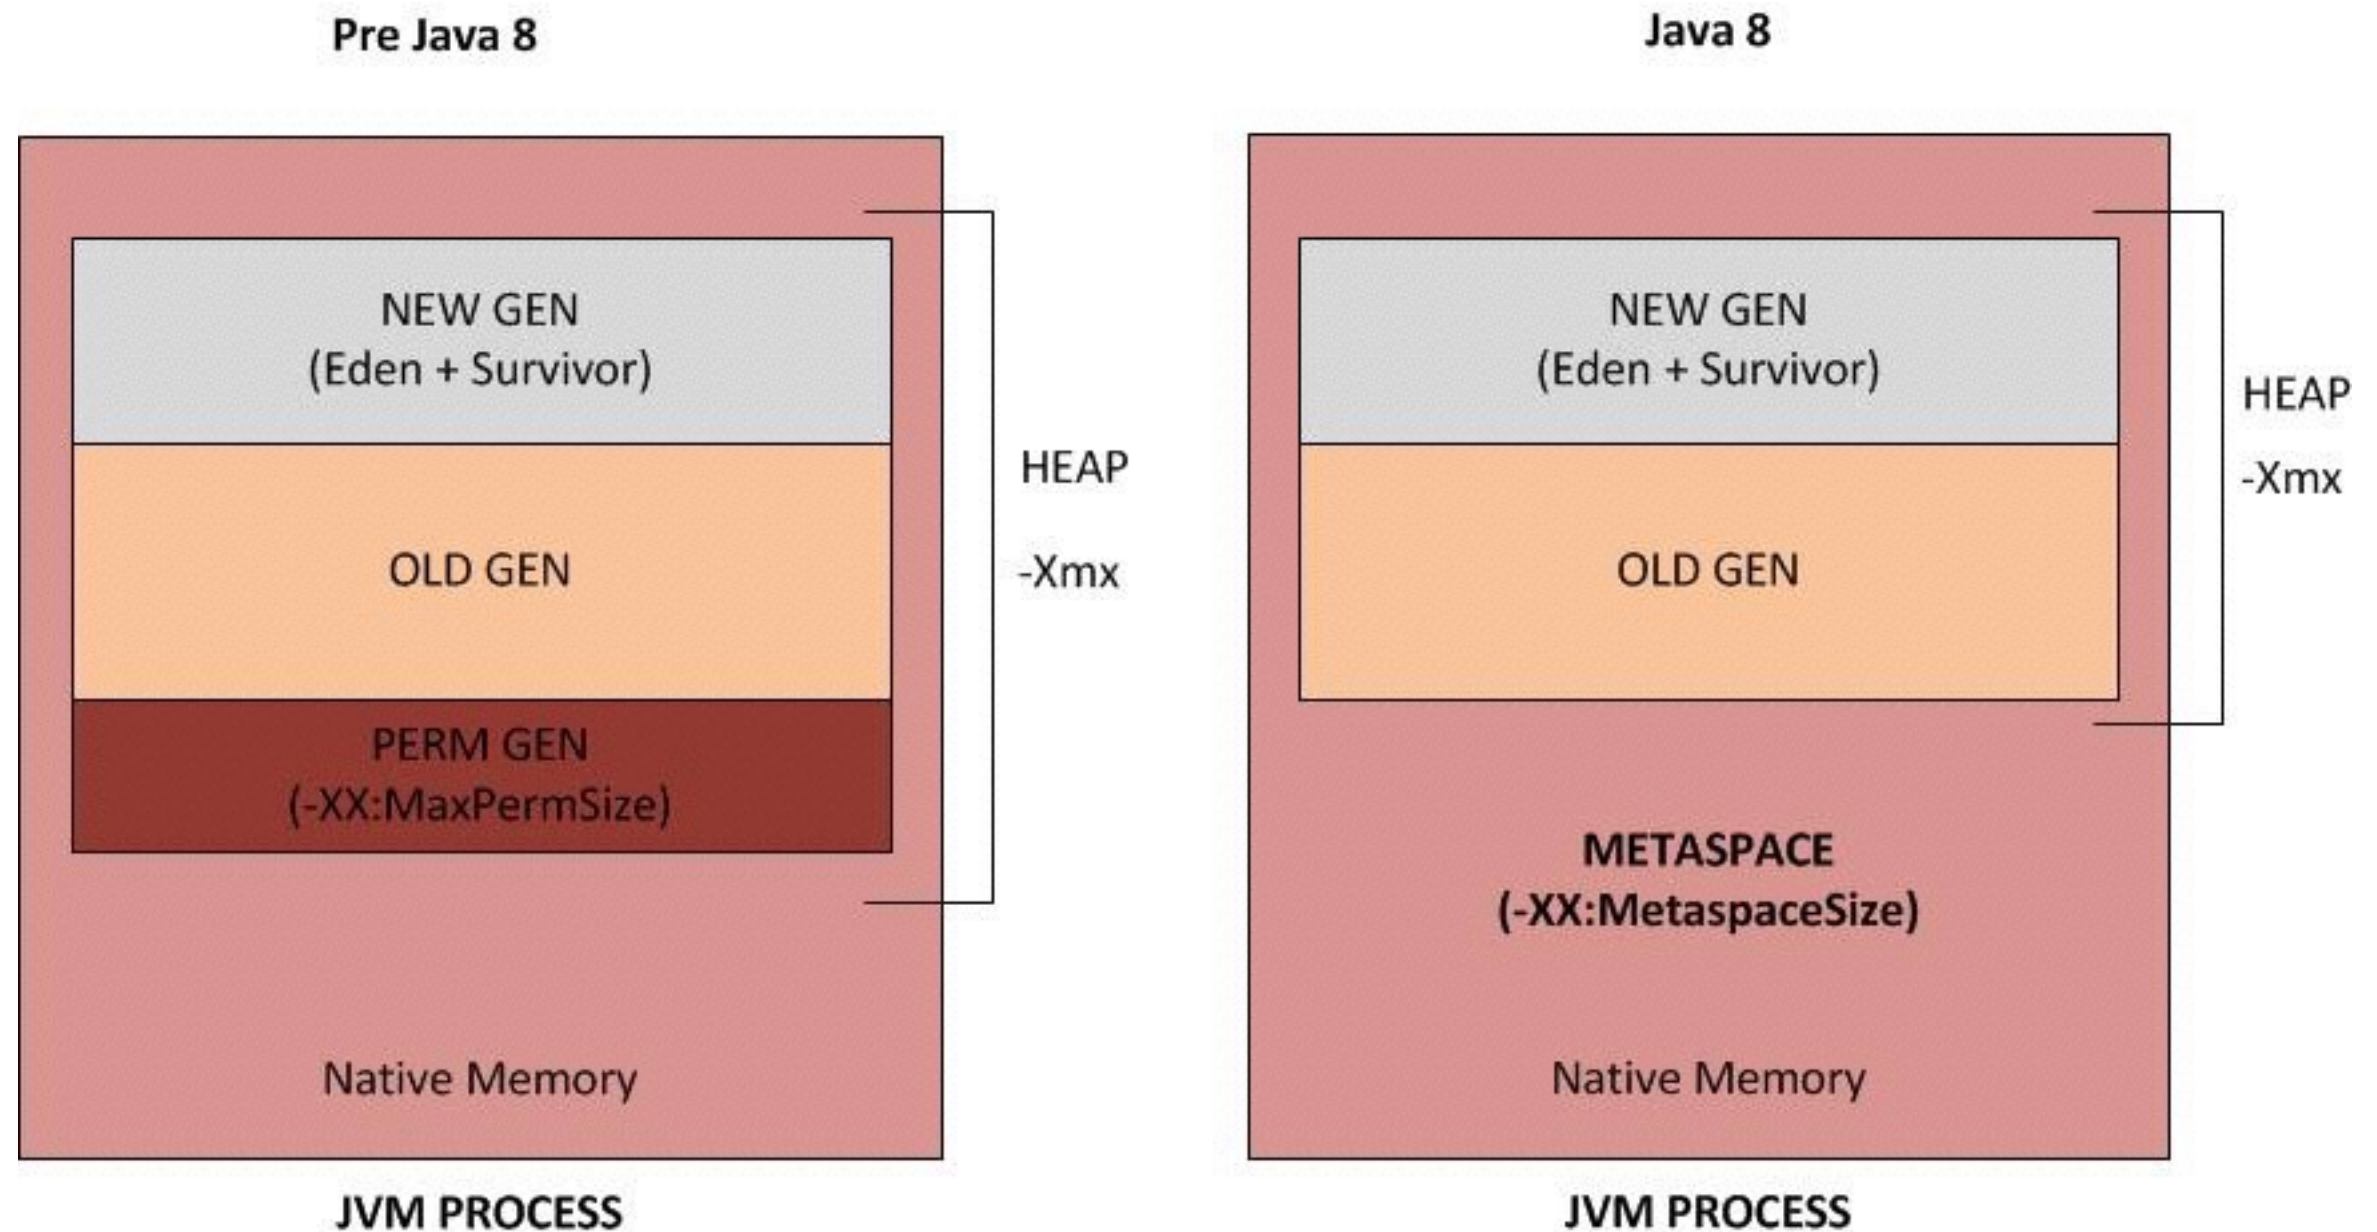 Pre Java 8
NEW GEN
(Eden + Survivor)
OLD GEN
PERM GEN
(-XX:MaxPermSize)
Native Memory
HEAP
-Xmx
JVM PROCESS
Java 8
NEW GEN
(Eden + Survivor)
OLD GEN
METASPACE
(-XX:MetaspaceSize)
Native Memory
HEAP
-Xmx
JVM PROCESS